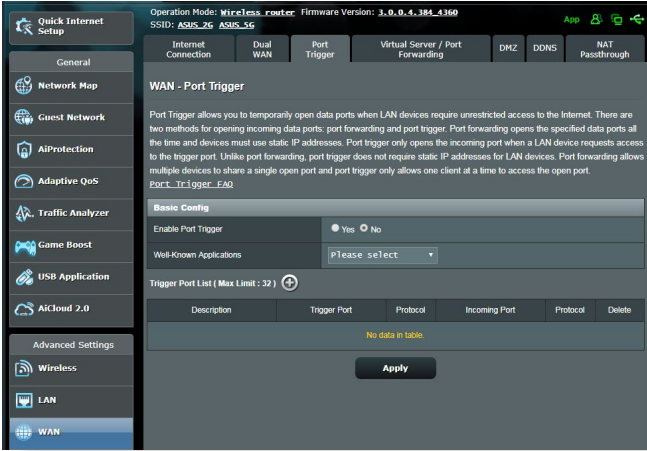 Quick Internet
Setup
Operation Mode: Wireless router Firmware Version: 3.0.0.4.384_4360
SSID: ASUS_2G ASUS_5G
App
Internet
Connection
Dual
WAN
Port
Trigger
Virtual Server / Port
Forwarding
DMZ
DDNS
NAT
Passthrough
General
Network Map
Guest Network
AiProtection
Adaptive QoS
Traffic Analyzer
Game Boost
USB Application
AiCloud 2.0
Advanced Settings
Wireless
LAN
WAN
WAN - Port Trigger
Port Trigger allows you to temporarily open data ports when LAN devices require unrestricted access to the Internet. There are
two methods for opening incoming data ports: port forwarding and port trigger. Port forwarding opens the specified data ports all
the time and devices must use static IP addresses. Port trigger only opens the incoming port when a LAN device requests access
to the trigger port. Unlike port forwarding, port trigger does not require static IP addresses for LAN devices. Port forwarding allows
multiple devices to share a single open port and port trigger only allows one client at a time to access the open port.
Port Trigger FAQ
Basic Config
Enable Port Trigger Yes No
Well-Known Applications Please select
Trigger Port List ( Max Limit : 32 )
Description Trigger Port Protocol Incoming Port Protocol Delete
No data in table.
Apply